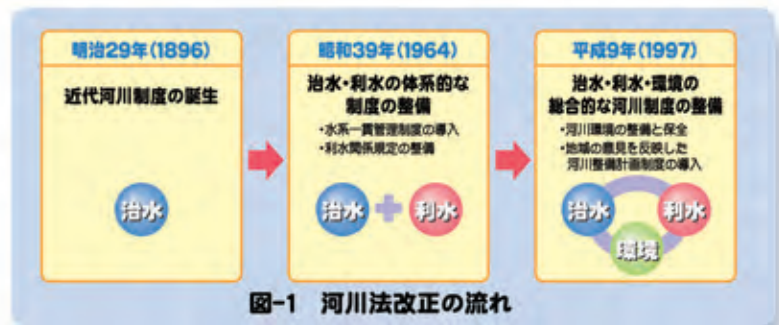 明治29年(1896)
近代河川制度の誕生
治水
昭和39年(1964)
治水・利水の体系的な
制度の整備
・水系一貫管理制度の導入
・利水関係規定の整備
治水
利水
平成9年(1997)
治水・利水・環境の
総合的な河川制度の整備
・河川環境の整備と保全
・地域の意見を反映した
河川整備計画制度の導入
治水
利水
環境
図-1 河川法改正の流れ